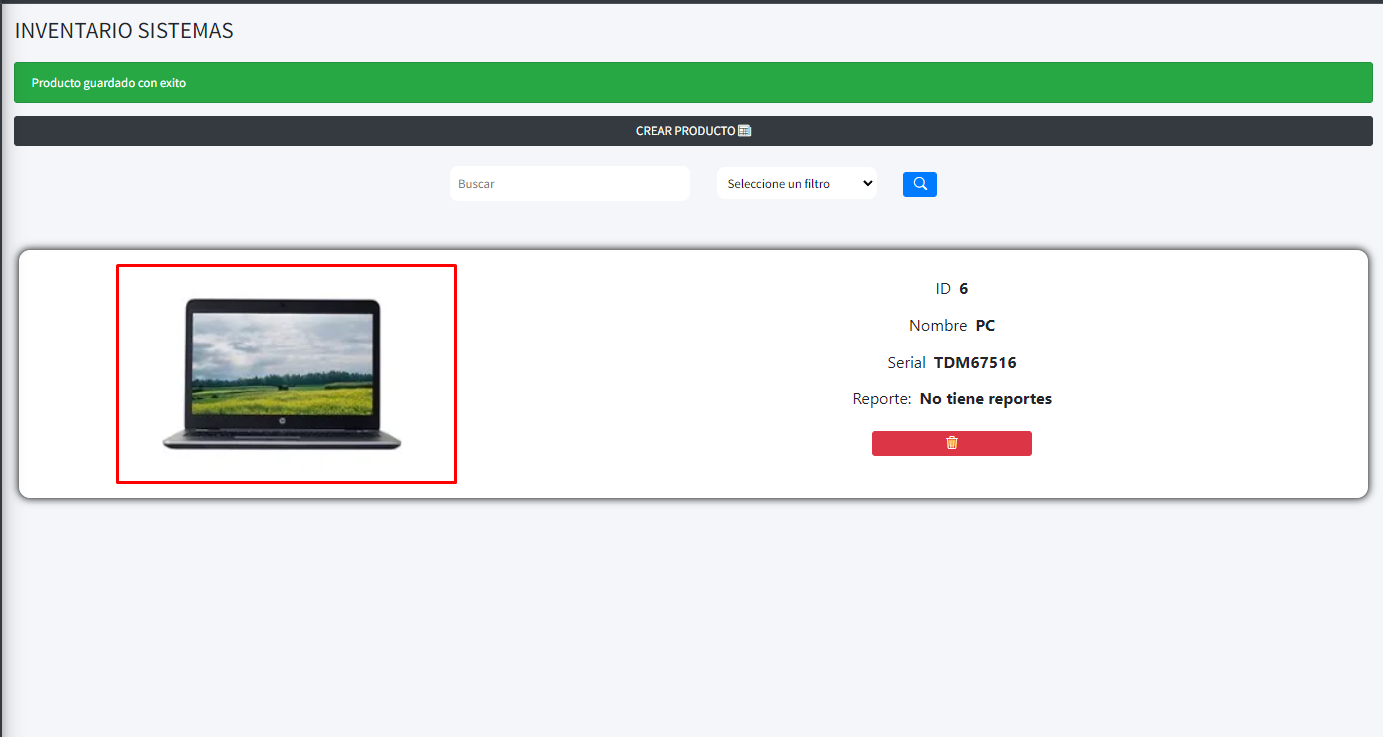 INVENTARIO SISTEMAS
Producto guardado con exito
CREAR PRODUCTO
Buscar
Seleccione un filtro
ID 6
Nombre PC
Serial TDM67516
Reporte: No tiene reportes